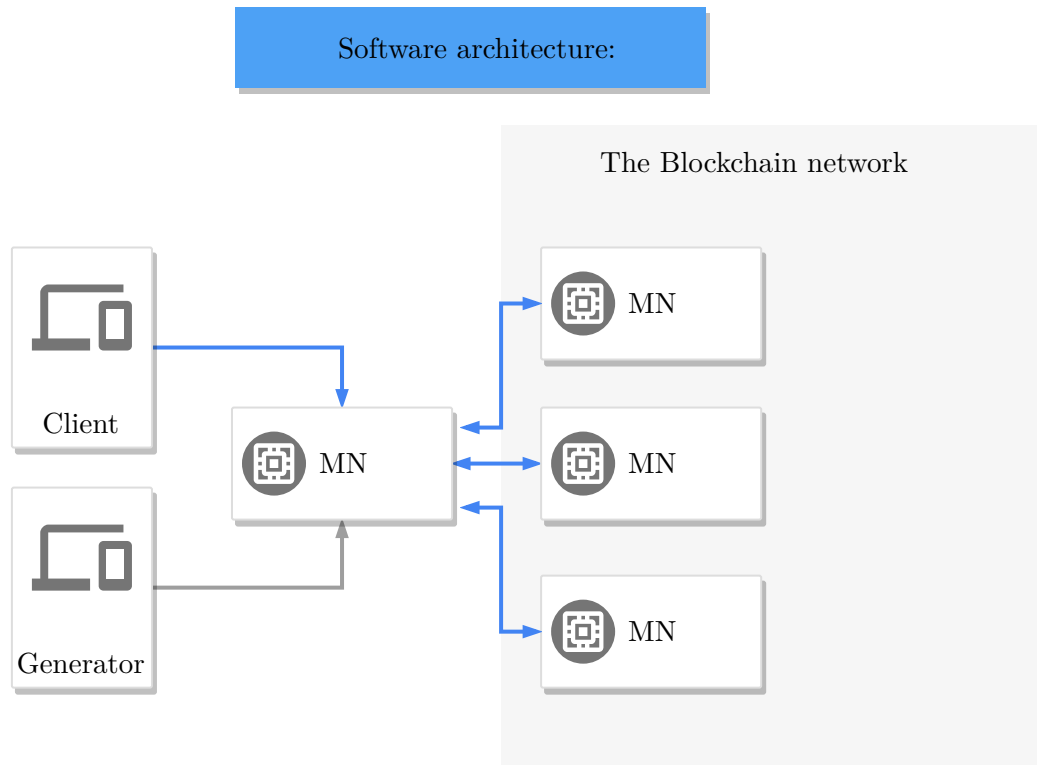 Software architecture:
The Blockchain network
MN
Client
MN
MN
Generator
MN